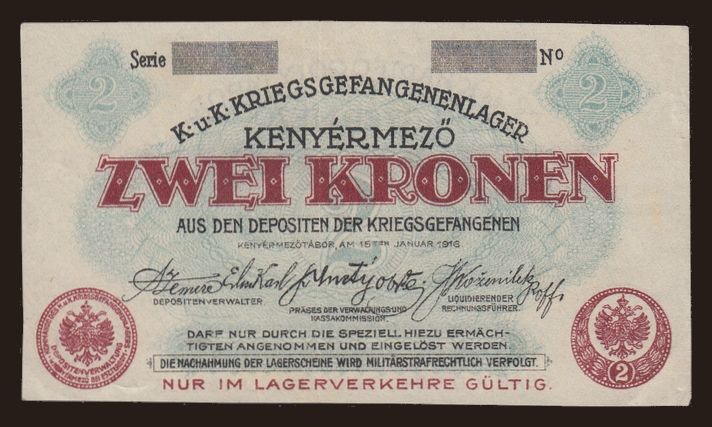 Serie No
2 2
K.u.K. KRIEGSGEFANGENENLAGER
KENYÉRMEZŐ
ZWEI KRONEN
AUS DEN DEPOSITEN DER KRIEGSGEFANGENEN
KENYÉRMEZŐTÁBOR, AM 15TEN JANUAR 1916
DEPOSITENVERWALTER.
PRÄSES DER VERWALTUNGS- UND KASSAKOMMISSION.
LIQUIDIERENDER RECHNUNGSFÜHRER.
DARF NUR DURCH DIE SPEZIELL HIEZU ERMÄCH-
TIGTEN ANGENOMMEN UND EINGELÖST WERDEN.
DIE NACHAHMUNG DER LAGERSCHEINE WIRD MILITÄRSTRAFRECHTLICH VERFOLGT.
NUR IM LAGERVERKEHRE GÜLTIG.
DEPOSITENVERWALTUNG
2